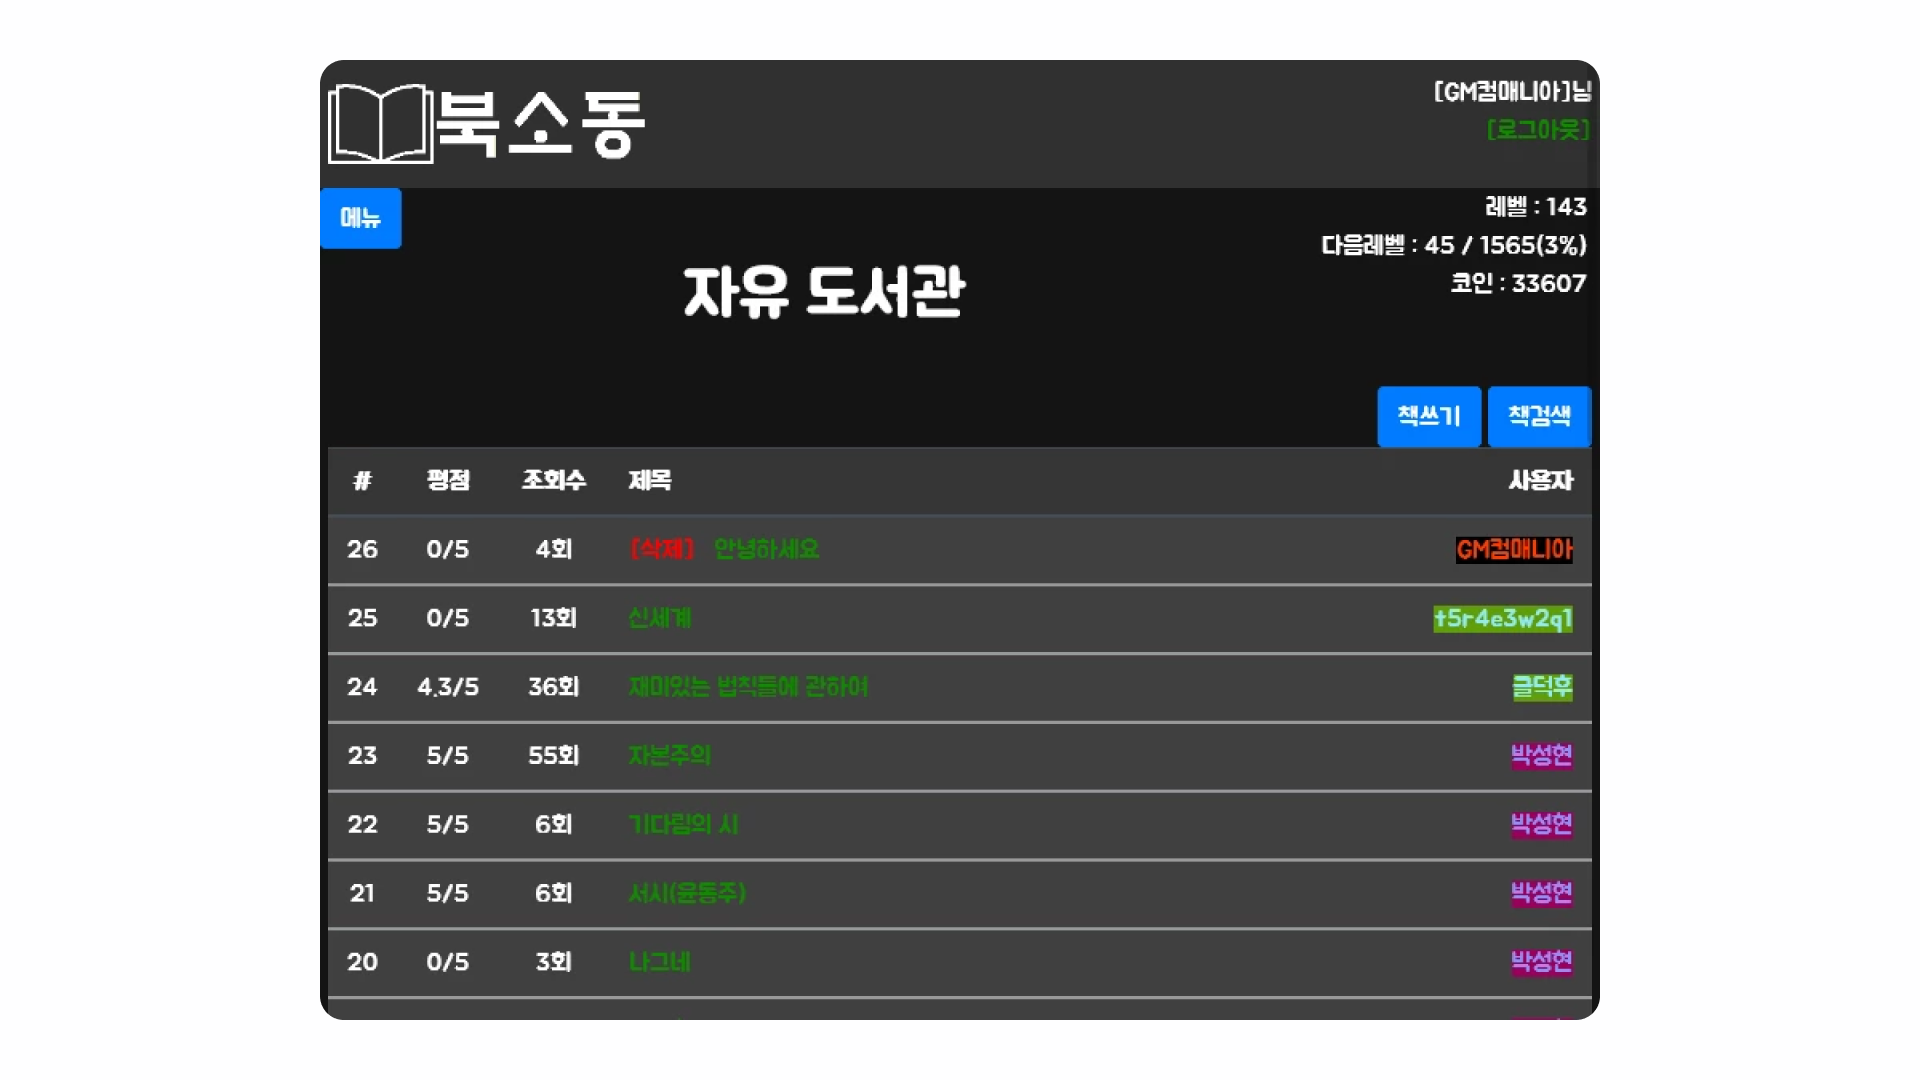 북소동
[GM컴매니아]님
[로그아웃]
메뉴
레벨 : 143
다음레벨 : 45 / 1565(3%)
코인 : 33607
자유 도서관
책쓰기 책검색
# 평점 조회수 제목 사용자
26 0/5 4회 [삭제] 안녕하세요 GM컴매니아
25 0/5 13회 신세계 t5r4e3w2q1
24 4.3/5 36회 재미있는 법칙들에 관하여 글덕후
23 5/5 55회 자본주의 박성현
22 5/5 6회 기다림의 시 박성현
21 5/5 6회 서시(윤동주) 박성현
20 0/5 3회 나그네 박성현